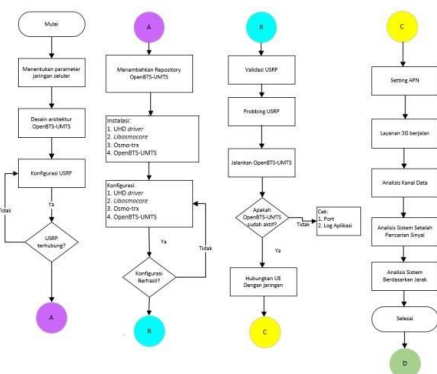 Mulai
Menentukan parameter
jaringan seluler
Desain arsitektur
OpenBTS-UMTS
Konfigurasi USRP
Tidak
Ya
USRP
terhubung?
A
A
Menambahkan Repository
OpenBTS-UMTS
Instalasi:
1. UHD driver
2. Libosmocore
3. Osmo-trx
4. OpenBTS-UMTS
Konfigurasi:
1. UHD driver
2. Libosmocore
3. Osmo-trx
4. OpenBTS-UMTS
Ya
Tidak
Konfigurasi
Berhasil?
B
B
Validasi USRP
Probbing USRP
Jalankan OpenBTS-UMTS
Apakah
OpenBTS-UMTS
sudah aktif?
Tidak
Cek:
1. Port
2. Log Aplikasi
Ya
Hubungkan UE
Dengan jaringan
C
C
Setting APN
Layanan 3G berjalan
Analisis Kanal Data
Analisis Sistem Setelah
Pencarian Sinyal
Analisis Sistem
Berdasarkan Jarak
Selesai
D